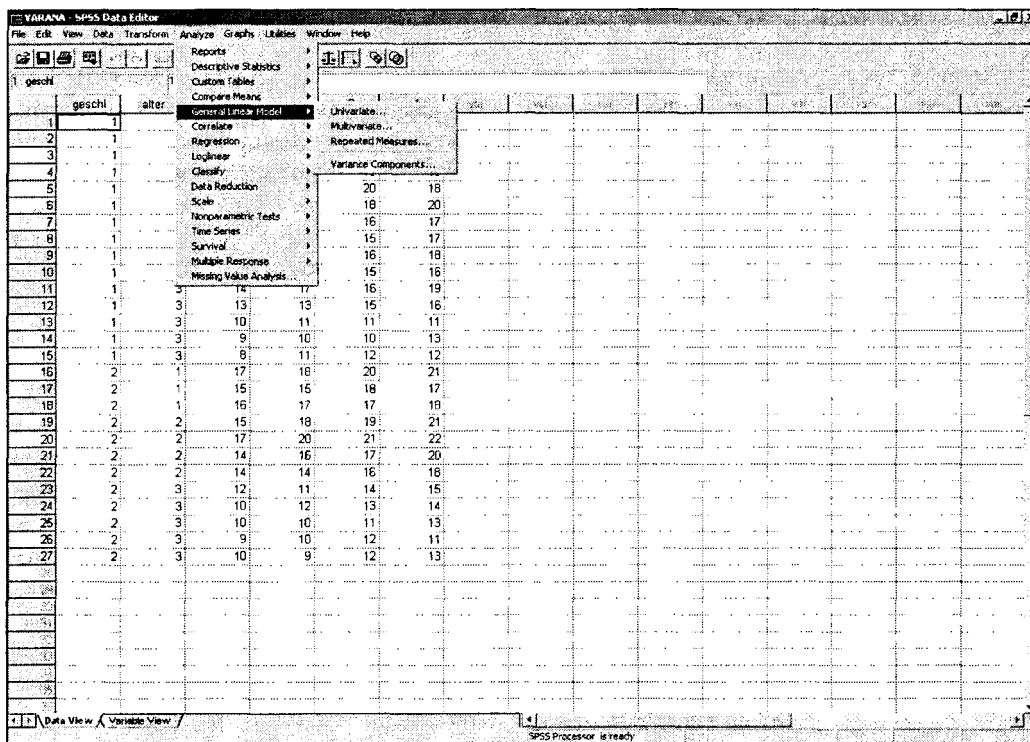 VARANA - SPSS Data Editor
File Edit View Data Transform Analyze Graphs Utilities Window Help
1 : geschl 1
geschl alter
Reports
Descriptive Statistics
Custom Tables
Compare Means
General Linear Model
Correlate
Regression
Loglinear
Classify
Data Reduction
Scale
Nonparametric Tests
Time Series
Survival
Multiple Response
Missing Value Analysis...
Univariate...
Multivariate...
Repeated Measures...
Variance Components...
1 1
2 1
3 1
4 1
5 1 20 18
6 1 18 20
7 1 16 17
8 1 15 17
9 1 16 18
10 1 15 16
11 1 3 14 17 16 19
12 1 3 13 13 15 16
13 1 3 10 11 11 11
14 1 3 9 10 10 13
15 1 3 8 11 12 12
16 2 1 17 18 20 21
17 2 1 15 15 18 17
18 2 1 16 17 17 18
19 2 2 15 18 19 21
20 2 2 17 20 21 22
21 2 2 14 16 17 20
22 2 2 14 14 16 18
23 2 3 12 11 14 15
24 2 3 10 12 13 14
25 2 3 10 10 11 13
26 2 3 9 10 12 11
27 2 3 10 9 12 13
Data View Variable View
SPSS Processor is ready